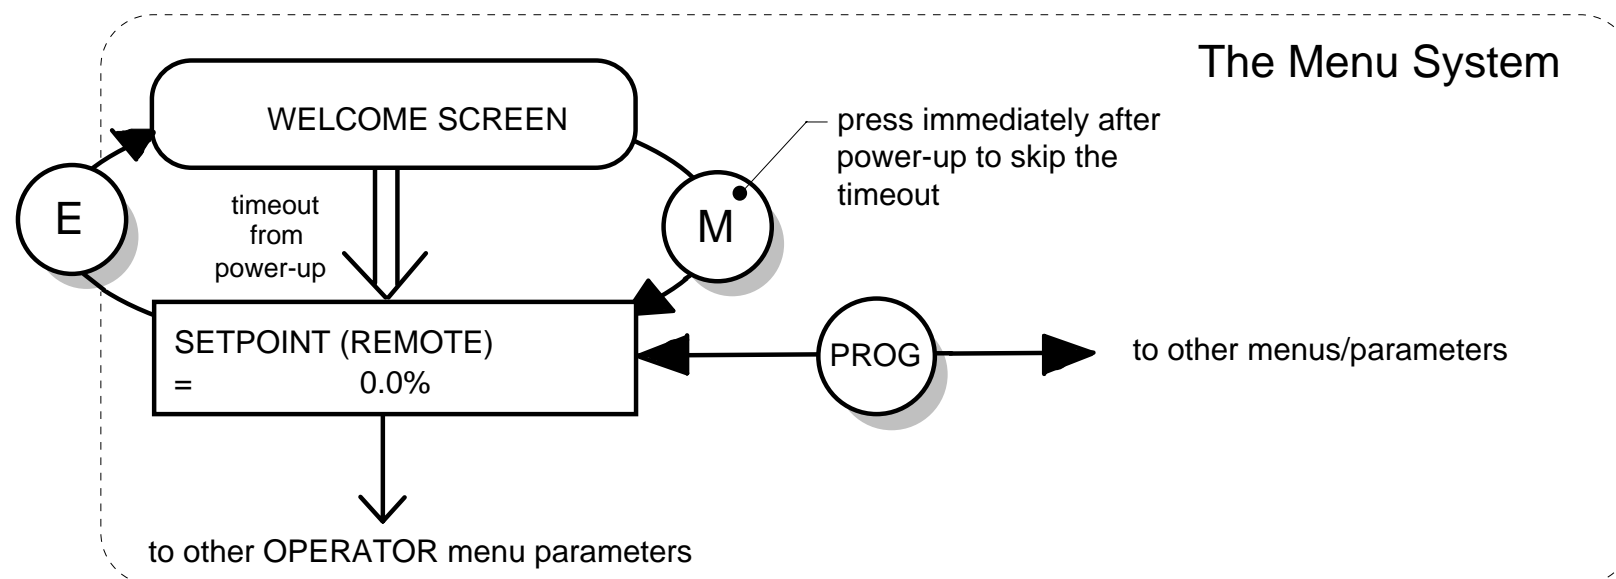 The Menu System
WELCOME SCREEN
press immediately after
power-up to skip the
timeout
E
timeout
from
power-up
M
SETPOINT (REMOTE)
= 0.0%
PROG
to other menus/parameters
to other OPERATOR menu parameters